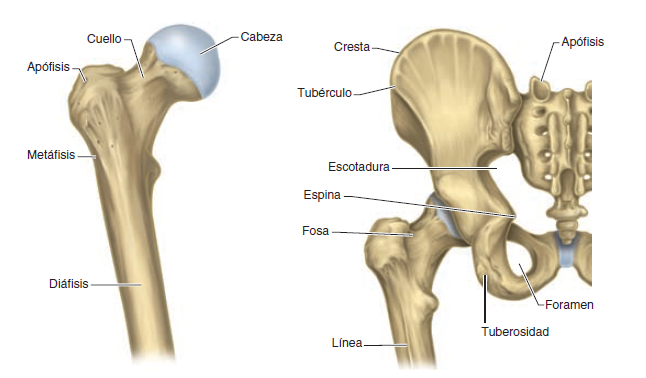 Cuello
Cabeza
Apófisis
Metáfisis
Diáfisis
Cresta
Apófisis
Tubérculo
Escotadura
Espina
Fosa
Foramen
Tuberosidad
Línea